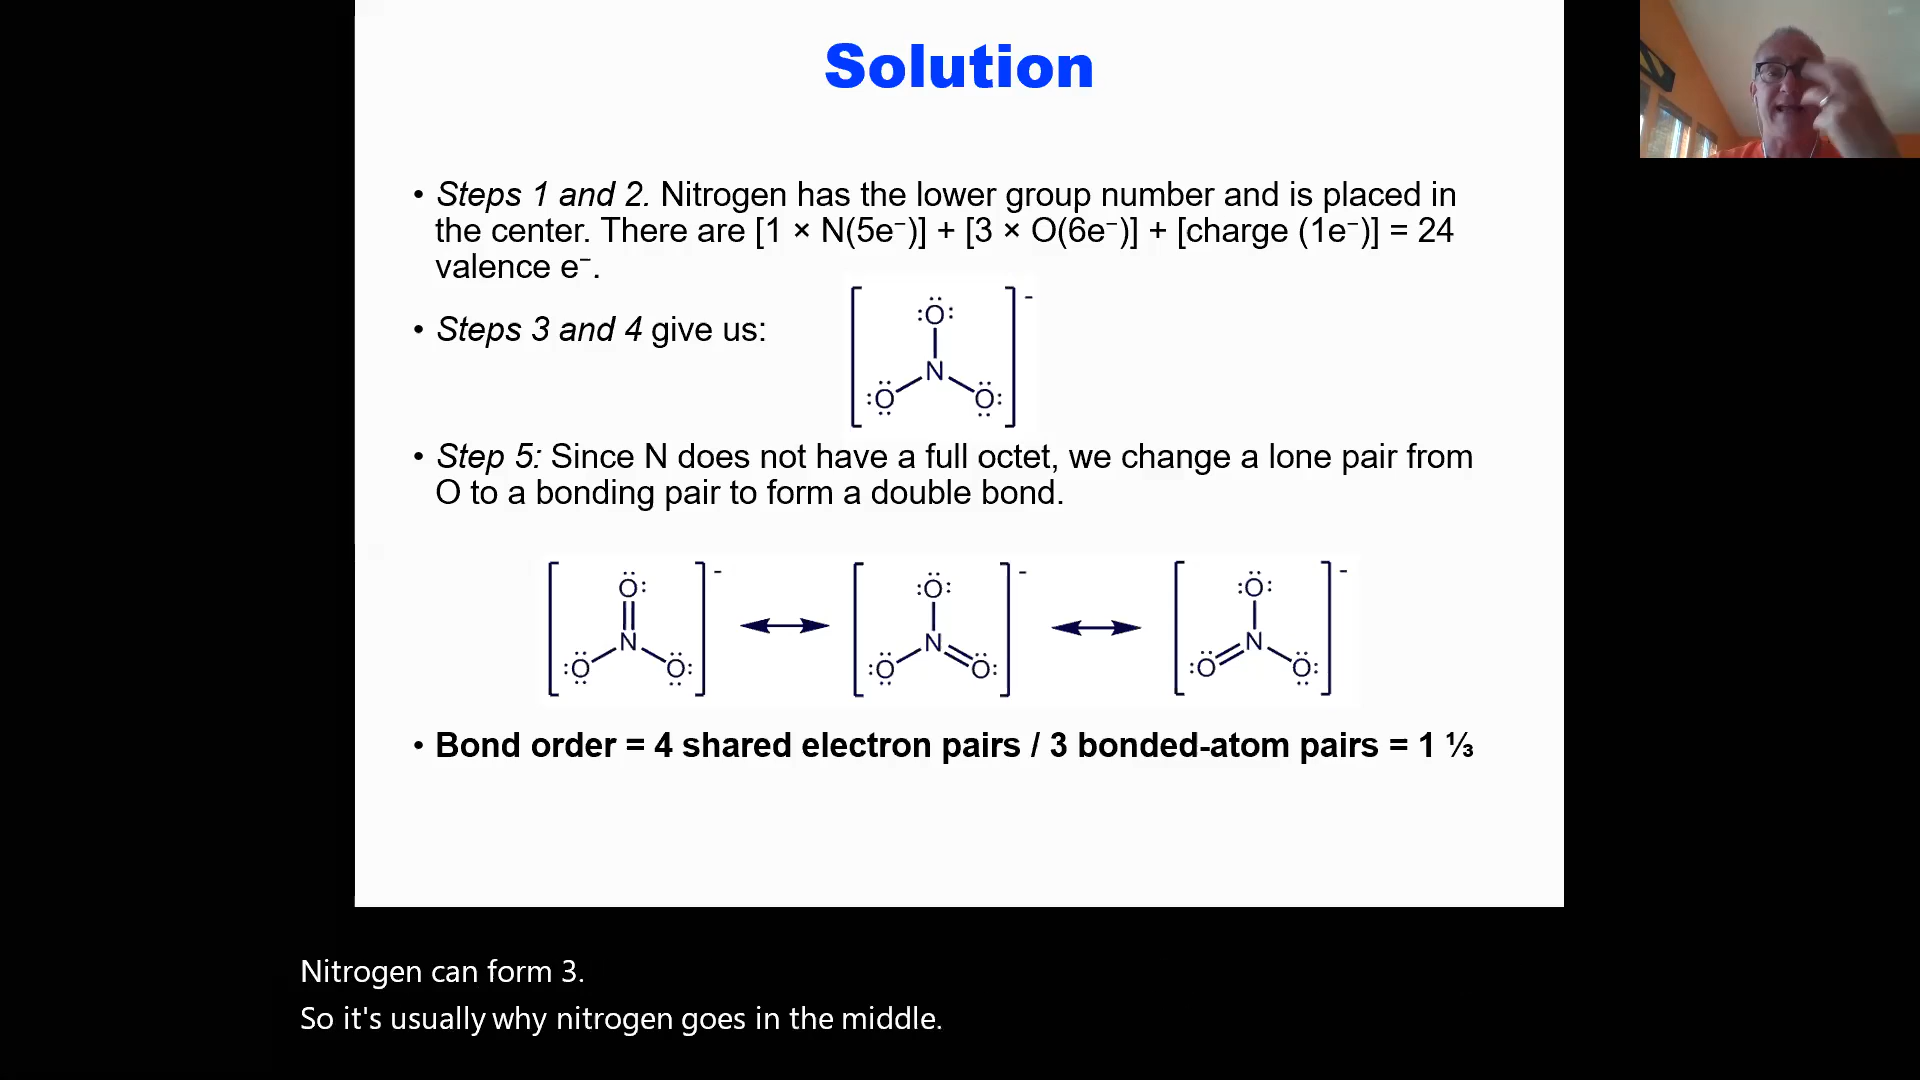 Solution
• Steps 1 and 2. Nitrogen has the lower group number and is placed in
the center. There are [1 × N(5e⁻)] + [3 × O(6e⁻)] + [charge (1e⁻)] = 24
valence e⁻.
• Steps 3 and 4 give us:
-
O
N
O O
• Step 5: Since N does not have a full octet, we change a lone pair from
O to a bonding pair to form a double bond.
- - -
O O O
N N N
O O O O O O
• Bond order = 4 shared electron pairs / 3 bonded-atom pairs = 1 ⅓
Nitrogen can form 3.
So it's usually why nitrogen goes in the middle.